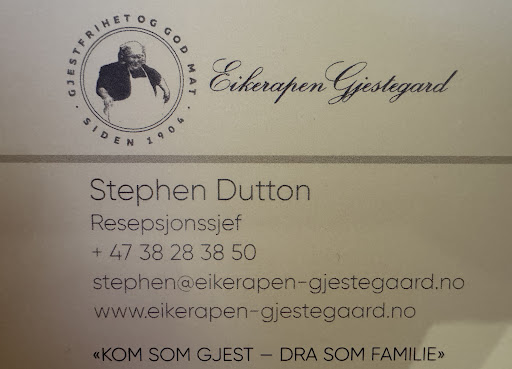 GJESTFRIHET OG GOD MAT
SIDEN 1904
Eikerapen Gjestegard
Stephen Dutton
Resepsjonssjef
+ 47 38 28 38 50
stephen@eikerapen-gjestegaard.no
www.eikerapen-gjestegaard.no
«KOM SOM GJEST – DRA SOM FAMILIE»